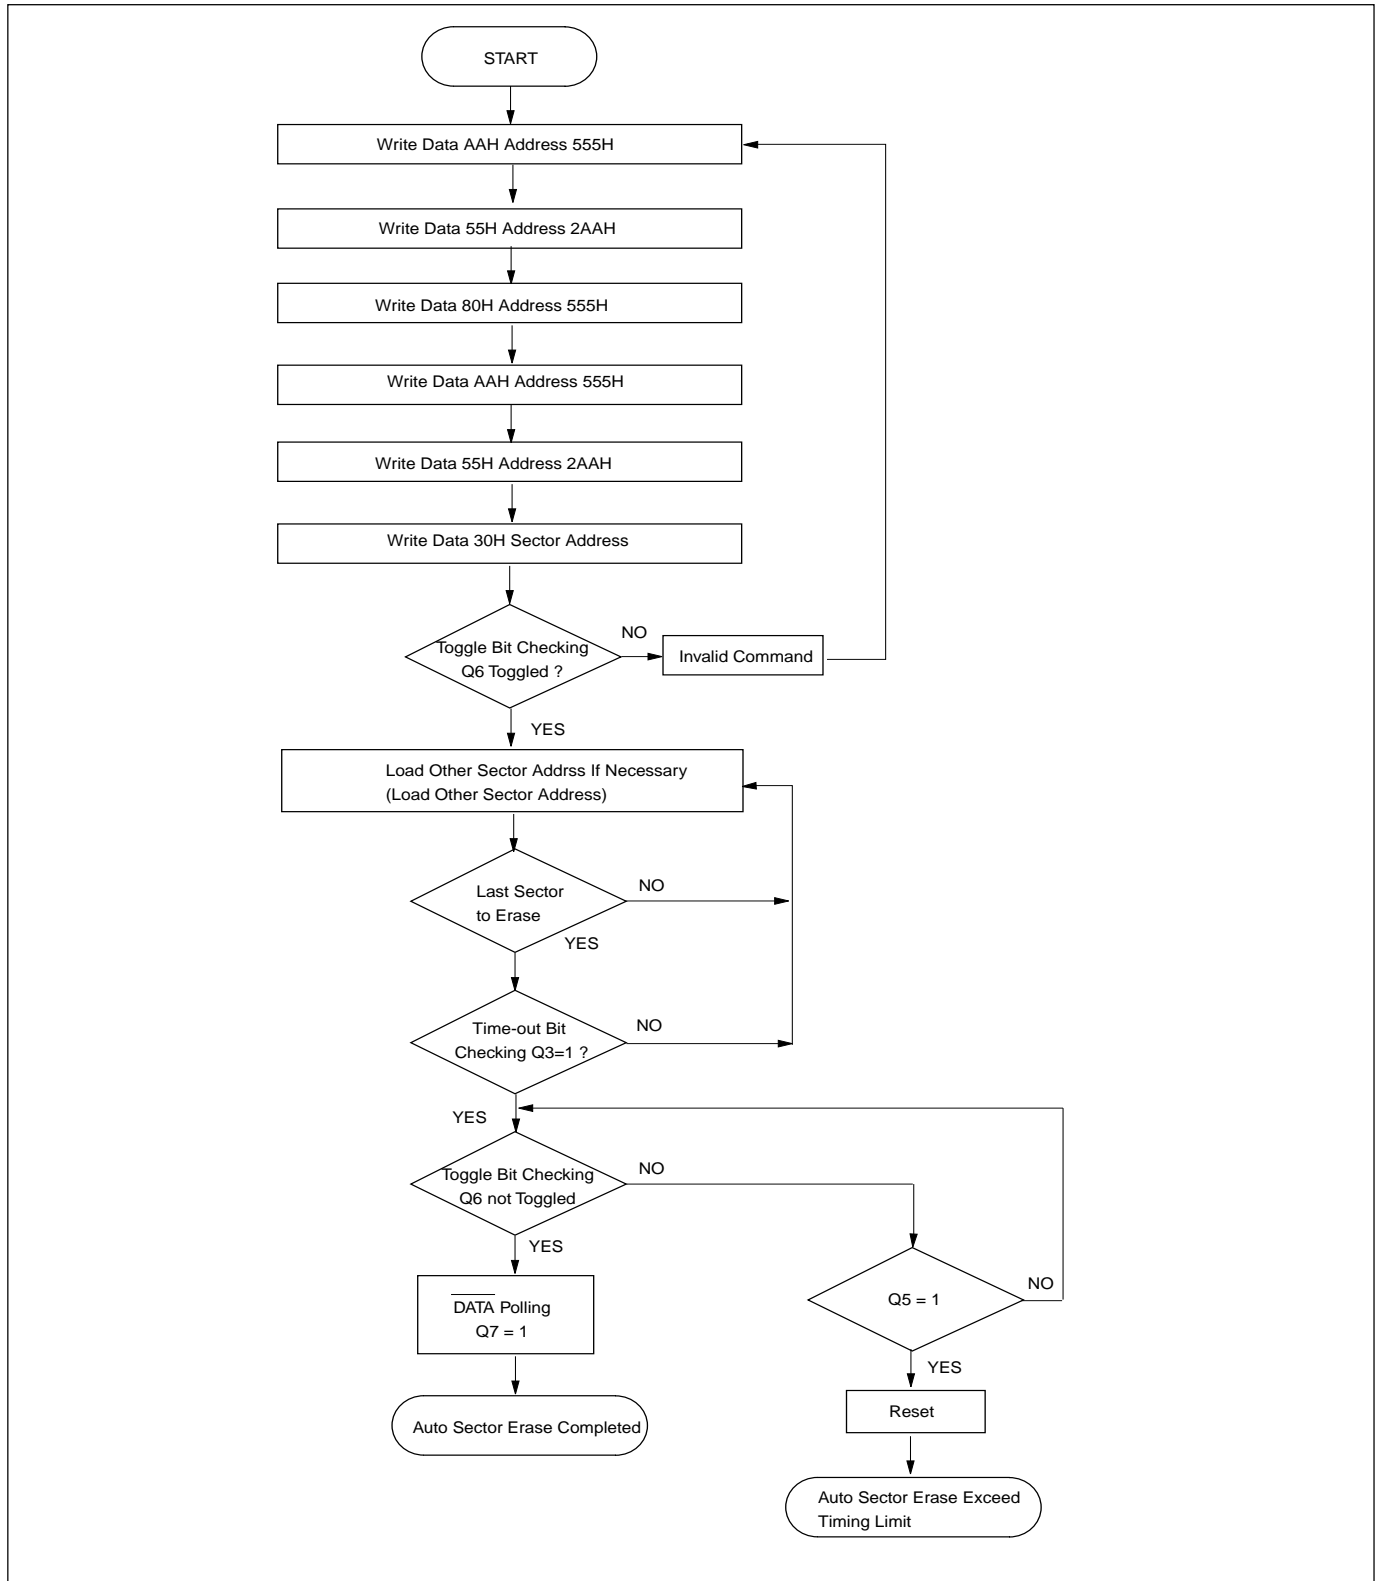 START
Write Data AAH Address 555H
Write Data 55H Address 2AAH
Write Data 80H Address 555H
Write Data AAH Address 555H
Write Data 55H Address 2AAH
Write Data 30H Sector Address
Toggle Bit Checking
Q6 Toggled ?
NO
Invalid Command
YES
Load Other Sector Addrss If Necessary
(Load Other Sector Address)
Last Sector
to Erase
NO
YES
Time-out Bit
Checking Q3=1 ?
NO
YES
Toggle Bit Checking
Q6 not Toggled
NO
YES
DATA Polling
Q7 = 1
Q5 = 1
NO
YES
Auto Sector Erase Completed
Reset
Auto Sector Erase Exceed
Timing Limit